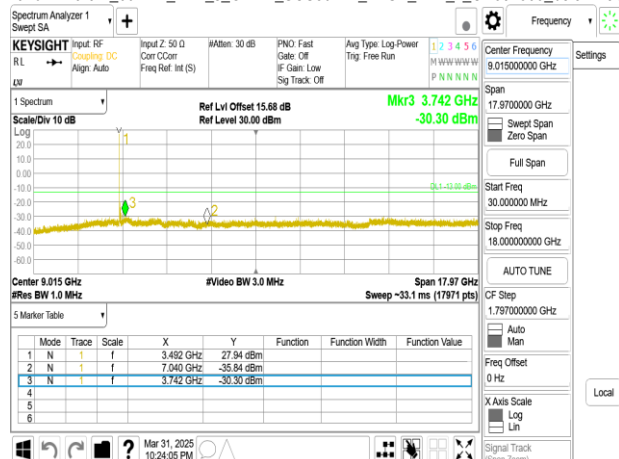 Spectrum Analyzer 1
Swept SA
+
Frequency
Settings
KEYSIGHT
RL
Input: RF
Coupling: DC
Align: Auto
Input Z: 50 Ω
Corr CCorr
Freq Ref: Int (S)
#Atten: 30 dB
PNO: Fast
Gate: Off
IF Gain: Low
Sig Track: Off
Avg Type: Log-Power
Trig: Free Run
1 2 3 4 5 6
M W W W W W
P N N N N N
1 Spectrum
Scale/Div 10 dB
Log
Ref Lvl Offset 15.68 dB
Ref Level 30.00 dBm
Mkr3 3.742 GHz
-30.30 dBm
20.0
10.0
0.00
-10.0
-20.0
-30.0
-40.0
-50.0
-60.0
1
3
2
DL1 -13.00 dBm
Center 9.015 GHz
#Res BW 1.0 MHz
#Video BW 3.0 MHz
Span 17.97 GHz
Sweep ~33.1 ms (17971 pts)
5 Marker Table
Mode Trace Scale X Y Function Function Width Function Value
1 N 1 f 3.492 GHz 27.94 dBm
2 N 1 f 7.040 GHz -35.84 dBm
3 N 1 f 3.742 GHz -30.30 dBm
4
5
6
Mar 31, 2025
10:24:05 PM
?
Center Frequency
9.015000000 GHz
Span
17.9700000 GHz
Swept Span
Zero Span
Full Span
Start Freq
30.000000 MHz
Stop Freq
18.000000000 GHz
AUTO TUNE
CF Step
1.797000000 GHz
Auto
Man
Freq Offset
0 Hz
X Axis Scale
Log
Lin
Signal Track
(Span Zoom)
Local